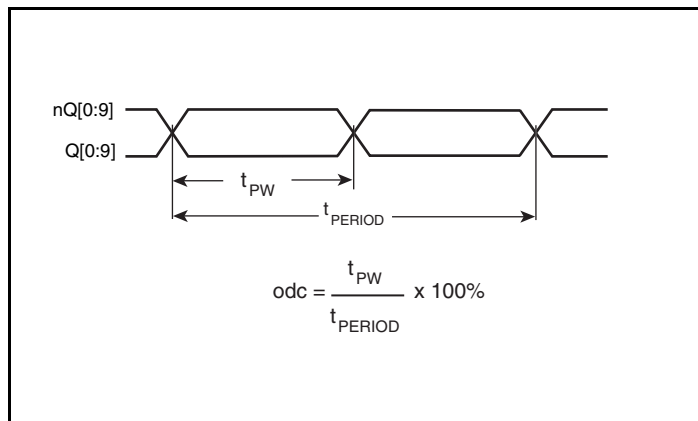 nQ[0:9]
Q[0:9]
tPW
tPERIOD
odc = tPW / tPERIOD x 100%